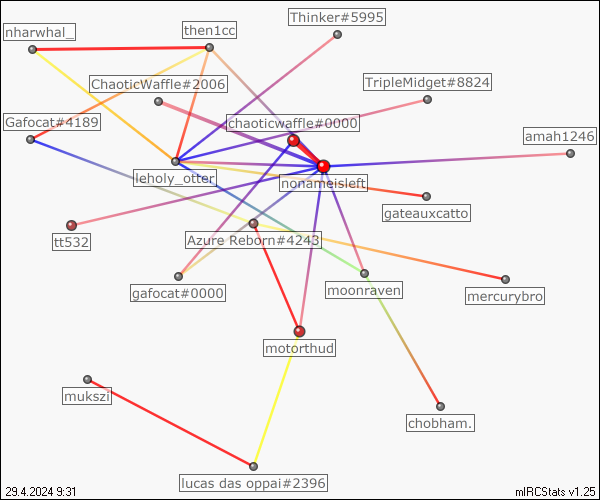 Thinker#5995
nharwhal_
then1cc
ChaoticWaffle#2006
TripleMidget#8824
Gafocat#4189
chaoticwaffle#0000
amah1246
leholy_otter
nonameisleft
gateauxcatto
tt532
Azure Reborn#4243
gafocat#0000
moonraven
mercurybro
motorthud
mukszi
chobham.
lucas das oppai#2396
29.4.2024 9:31
mIRCStats v1.25